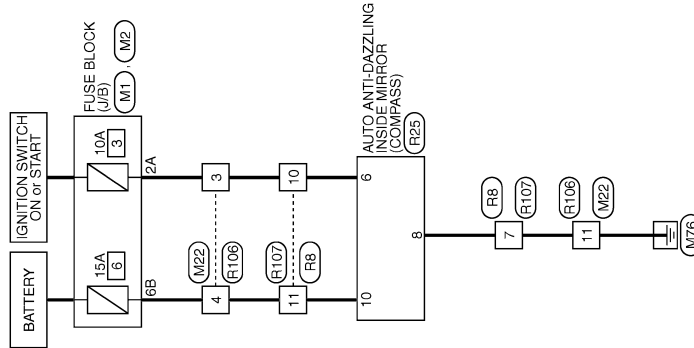 BATTERY
IGNITION SWITCH
ON or START
15A
6
10A
3
FUSE BLOCK
(J/B)
M1 , M2
6B
2A
4
M22
R106
3
11
R107
R8
10
10
6
AUTO ANTI-DAZZLING
INSIDE MIRROR
(COMPASS)
R25
8
7
R8
R107
11
R106
M22
M76